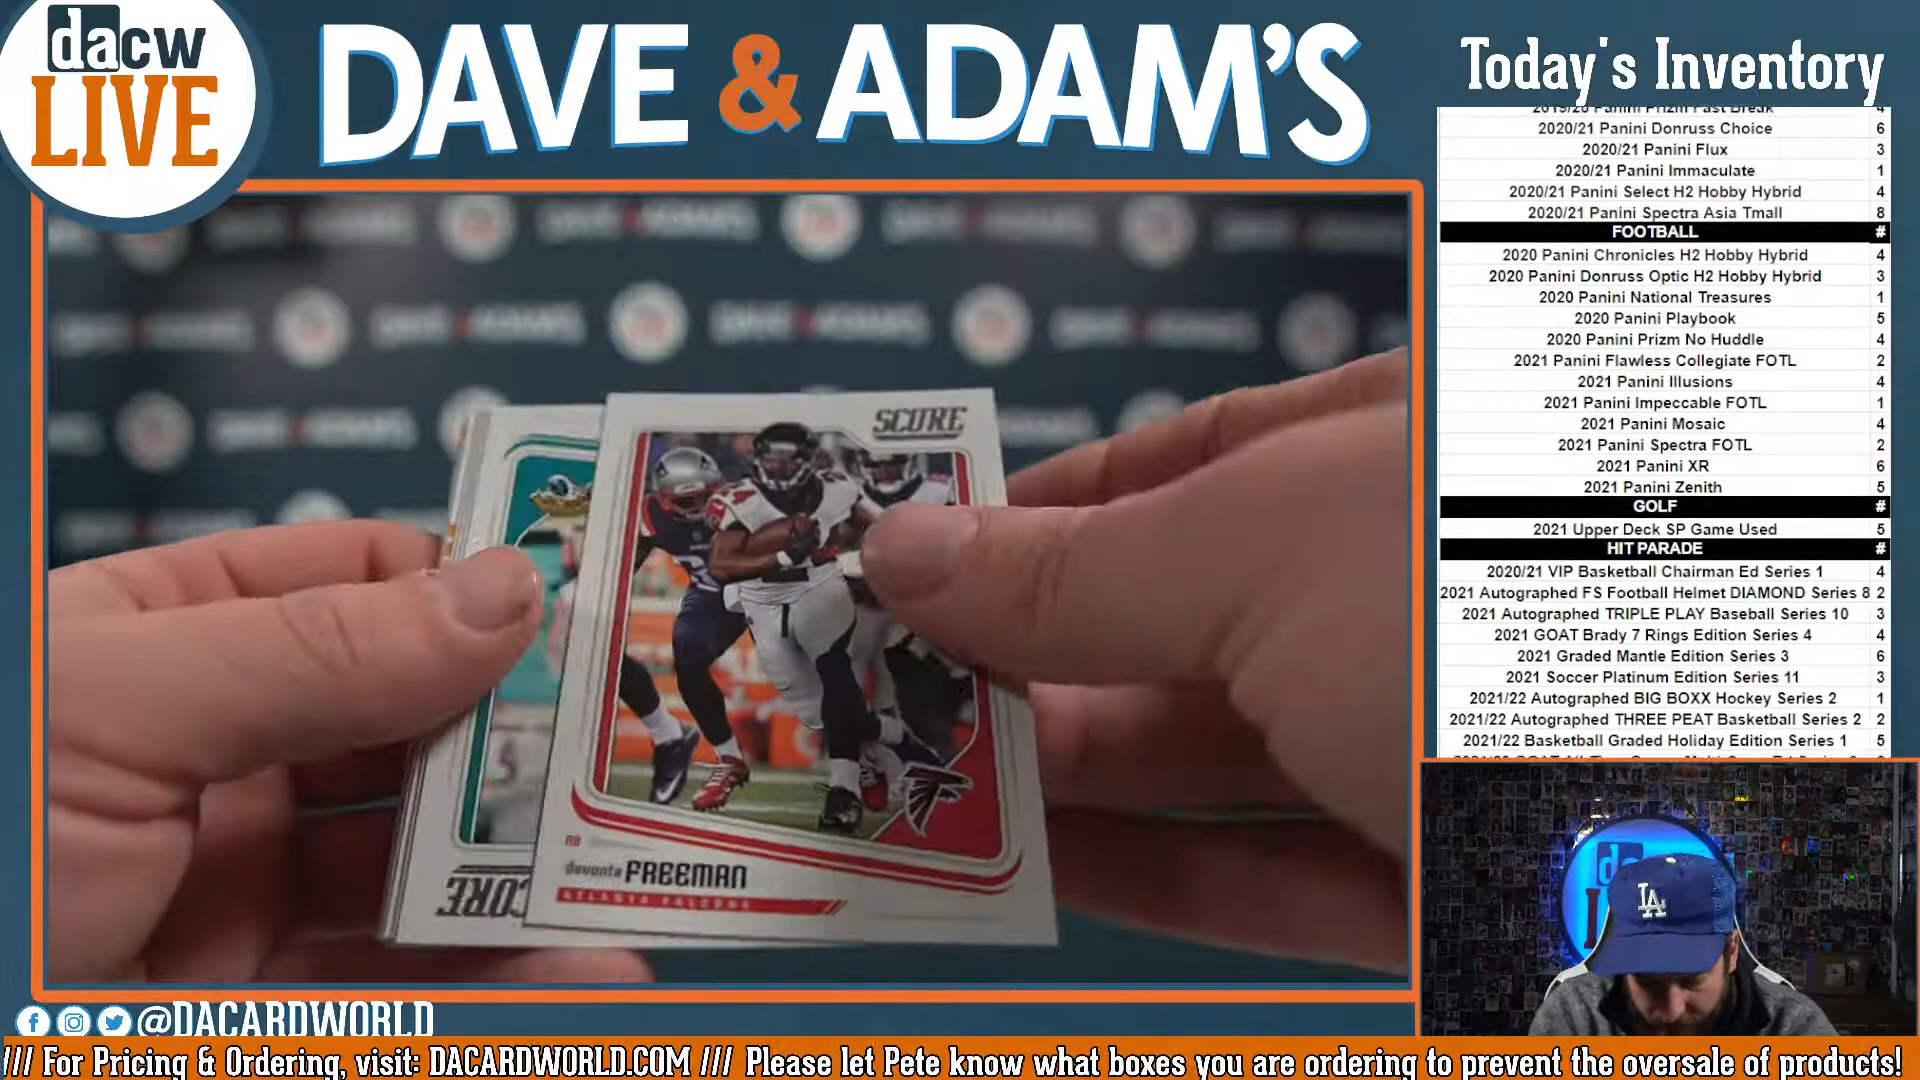 dacw
LIVE
DAVE & ADAM'S
Today's Inventory
2019/20 Panini Prizm Fast Break 4
2020/21 Panini Donruss Choice 6
2020/21 Panini Flux 3
2020/21 Panini Immaculate 1
2020/21 Panini Select H2 Hobby Hybrid 4
2020/21 Panini Spectra Asia Tmall 8
FOOTBALL #
2020 Panini Chronicles H2 Hobby Hybrid 4
2020 Panini Donruss Optic H2 Hobby Hybrid 3
2020 Panini National Treasures 1
2020 Panini Playbook 5
2020 Panini Prizm No Huddle 4
2021 Panini Flawless Collegiate FOTL 2
2021 Panini Illusions 4
2021 Panini Impeccable FOTL 1
2021 Panini Mosaic 4
2021 Panini Spectra FOTL 2
2021 Panini XR 6
2021 Panini Zenith 5
GOLF #
2021 Upper Deck SP Game Used 5
HIT PARADE #
2020/21 VIP Basketball Chairman Ed Series 1 4
2021 Autographed FS Football Helmet DIAMOND Series 8 2
2021 Autographed TRIPLE PLAY Baseball Series 10 3
2021 GOAT Brady 7 Rings Edition Series 4 4
2021 Graded Mantle Edition Series 3 6
2021 Soccer Platinum Edition Series 11 3
2021/22 Autographed BIG BOXX Hockey Series 2 1
2021/22 Autographed THREE PEAT Basketball Series 2 2
2021/22 Basketball Graded Holiday Edition Series 1 5
SCORE
RB
devonta FREEMAN
ATLANTA FALCONS
LA
@DACARDWORLD
/// For Pricing & Ordering, visit: DACARDWORLD.COM /// Please let Pete know what boxes you are ordering to prevent the oversale of products!